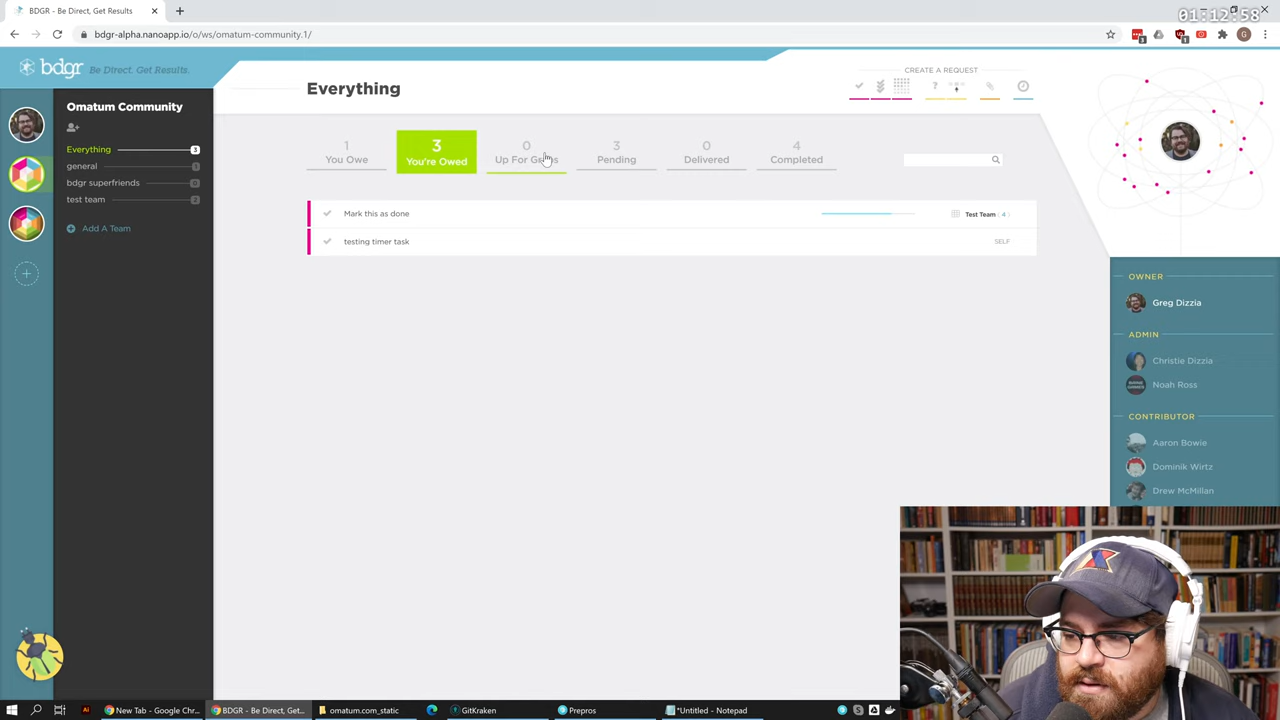 BDGR - Be Direct, Get Results
01:12:58
bdgr-alpha.nanoapp.io/o/ws/omatum-community.1/
G
bdgr Be Direct. Get Results.
Omatum Community
Everything 3
general
bdgr superfriends 0
test team 2
Add A Team
Everything
CREATE A REQUEST
1 You Owe
3 You're Owed
0 Up For
3 Pending
0 Delivered
4 Completed
Mark this as done Test Team ( 4 )
testing timer task SELF
OWNER
Greg Dizzia
ADMIN
Christie Dizzia
Noah Ross
CONTRIBUTOR
Aaron Bowie
Dominik Wirtz
Drew McMillan
New Tab - Google Chr...
BDGR - Be Direct, Get...
omatum.com_static
GitKraken
Prepros
*Untitled - Notepad